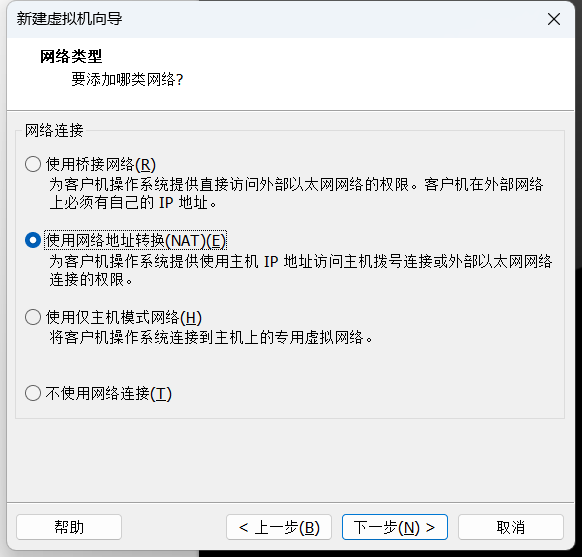 新建虚拟机向导
网络类型
要添加哪类网络?
网络连接
使用桥接网络(R)
为客户机操作系统提供直接访问外部以太网网络的权限。客户机在外部网络
上必须有自己的 IP 地址。
使用网络地址转换(NAT)(E)
为客户机操作系统提供使用主机 IP 地址访问主机拨号连接或外部以太网网络
连接的权限。
使用仅主机模式网络(H)
将客户机操作系统连接到主机上的专用虚拟网络。
不使用网络连接(T)
帮助
< 上一步(B)
下一步(N) >
取消